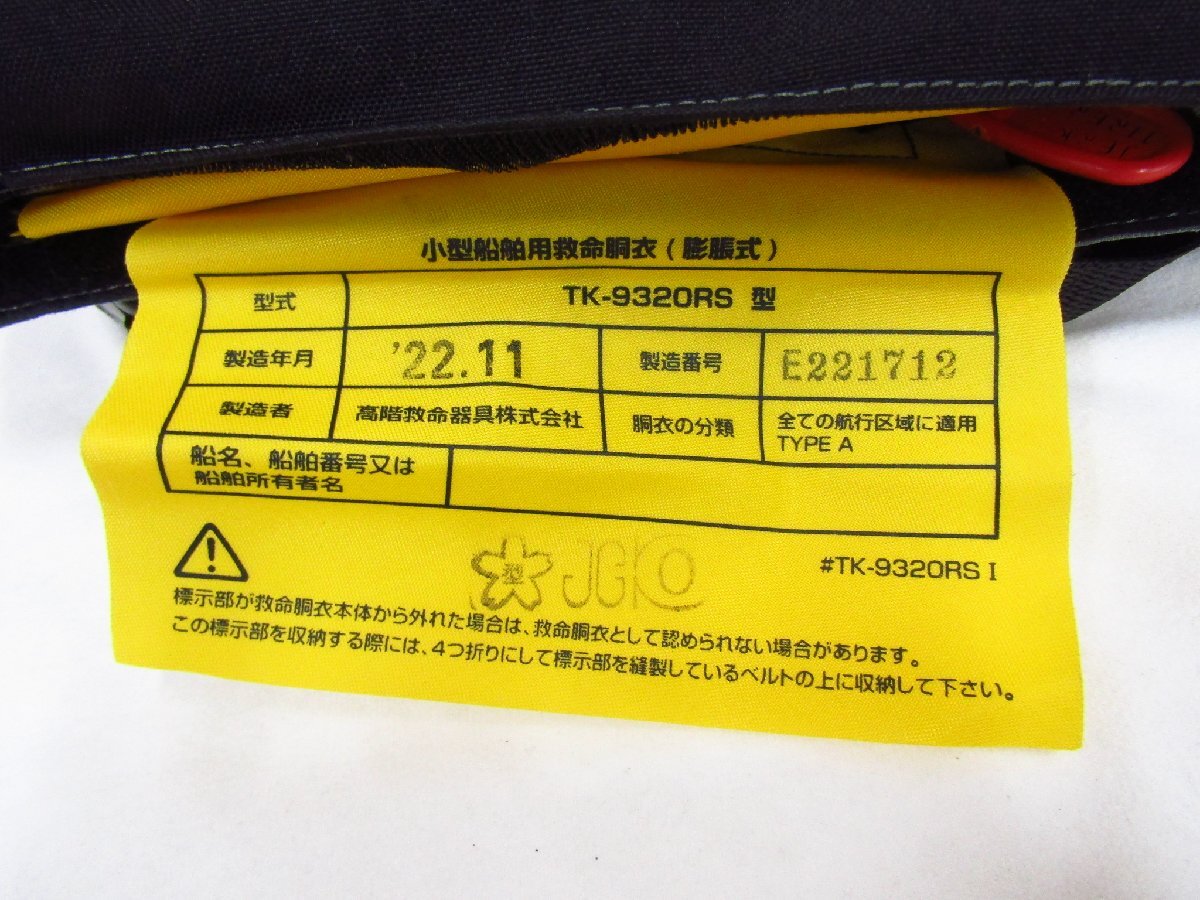 小型船舶用救命胴衣(膨脹式)
型式 TK-9320RS 型
製造年月 '22.11 製造番号 E221712
製造者 高階救命器具株式会社 胴衣の分類 全ての航行区域に適用
TYPE A
船名、船舶番号又は
船舶所有者名
型 JCI
#TK-9320RS I
標示部が救命胴衣本体から外れた場合は、救命胴衣として認められない場合があります。
この標示部を収納する際には、4つ折りにして標示部を縫製しているベルトの上に収納して下さい。